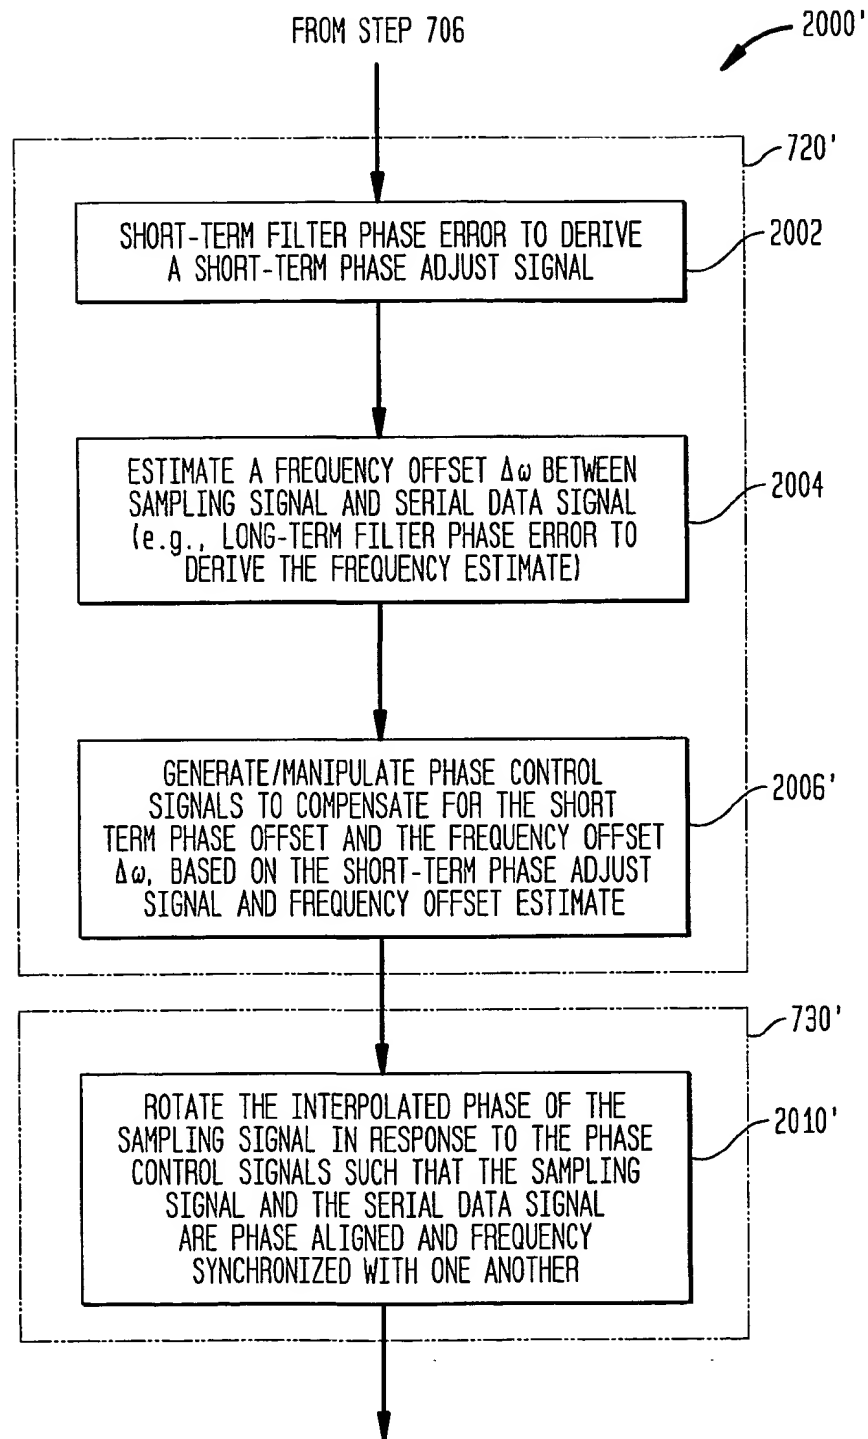 FROM STEP 706
2000'
720'
SHORT-TERM FILTER PHASE ERROR TO DERIVE
A SHORT-TERM PHASE ADJUST SIGNAL
2002
ESTIMATE A FREQUENCY OFFSET Δω BETWEEN
SAMPLING SIGNAL AND SERIAL DATA SIGNAL
(e.g., LONG-TERM FILTER PHASE ERROR TO
DERIVE THE FREQUENCY ESTIMATE)
2004
GENERATE/MANIPULATE PHASE CONTROL
SIGNALS TO COMPENSATE FOR THE SHORT
TERM PHASE OFFSET AND THE FREQUENCY OFFSET
Δω, BASED ON THE SHORT-TERM PHASE ADJUST
SIGNAL AND FREQUENCY OFFSET ESTIMATE
2006'
730'
ROTATE THE INTERPOLATED PHASE OF THE
SAMPLING SIGNAL IN RESPONSE TO THE PHASE
CONTROL SIGNALS SUCH THAT THE SAMPLING
SIGNAL AND THE SERIAL DATA SIGNAL
ARE PHASE ALIGNED AND FREQUENCY
SYNCHRONIZED WITH ONE ANOTHER
2010'